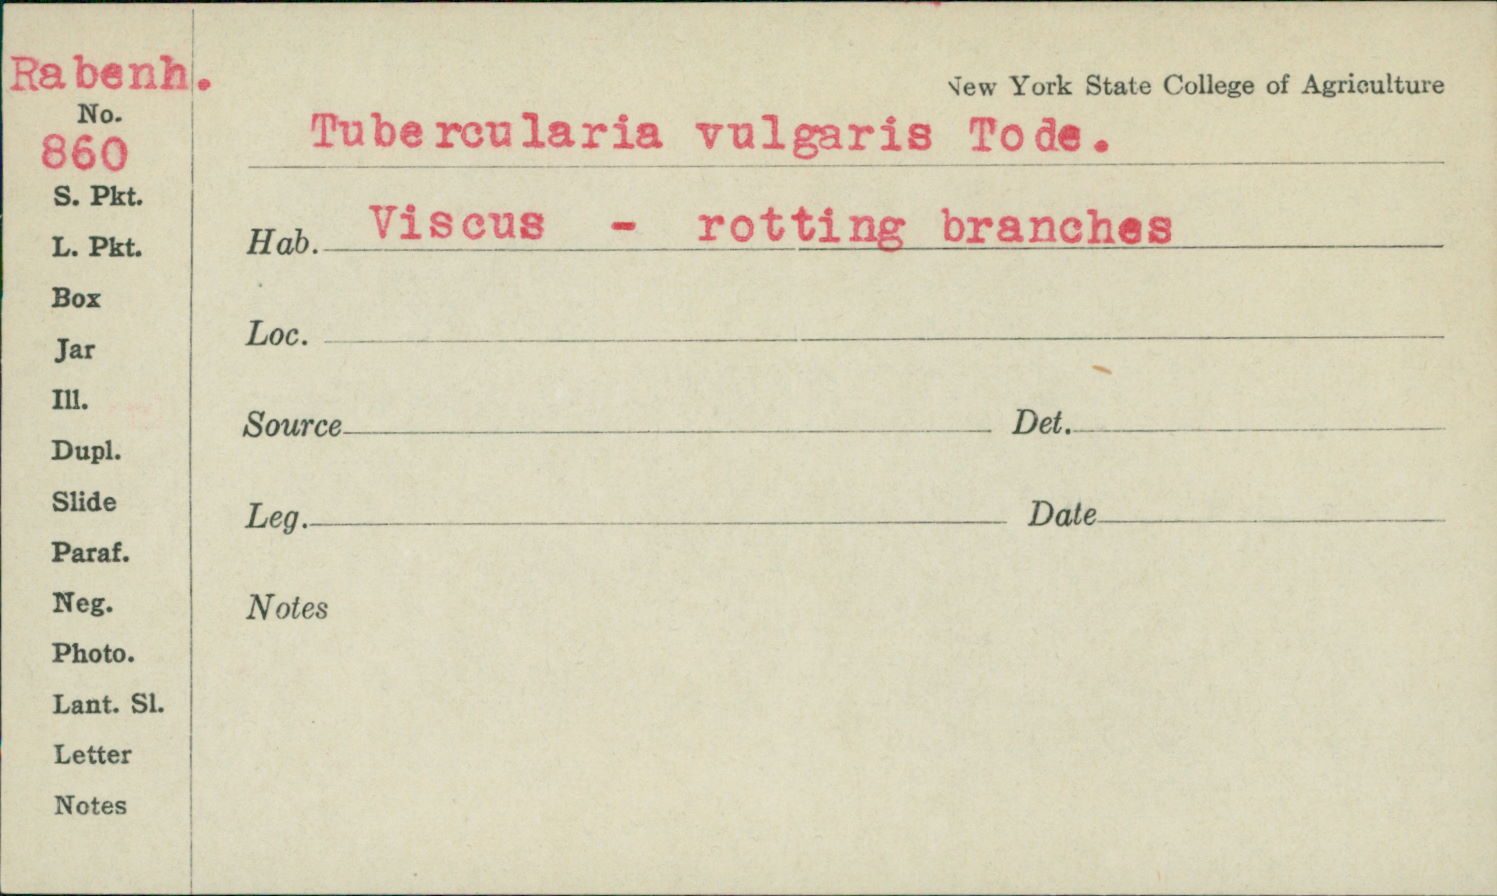 Rabenh.
New York State College of Agriculture
No.
860
Tubercularia vulgaris Tode.
S. Pkt.
Hab. Viscus - rotting branches
L. Pkt.
Box
Loc.
Jar
Ill.
Source Det.
Dupl.
Slide
Leg. Date
Paraf.
Neg.
Notes
Photo.
Lant. Sl.
Letter
Notes